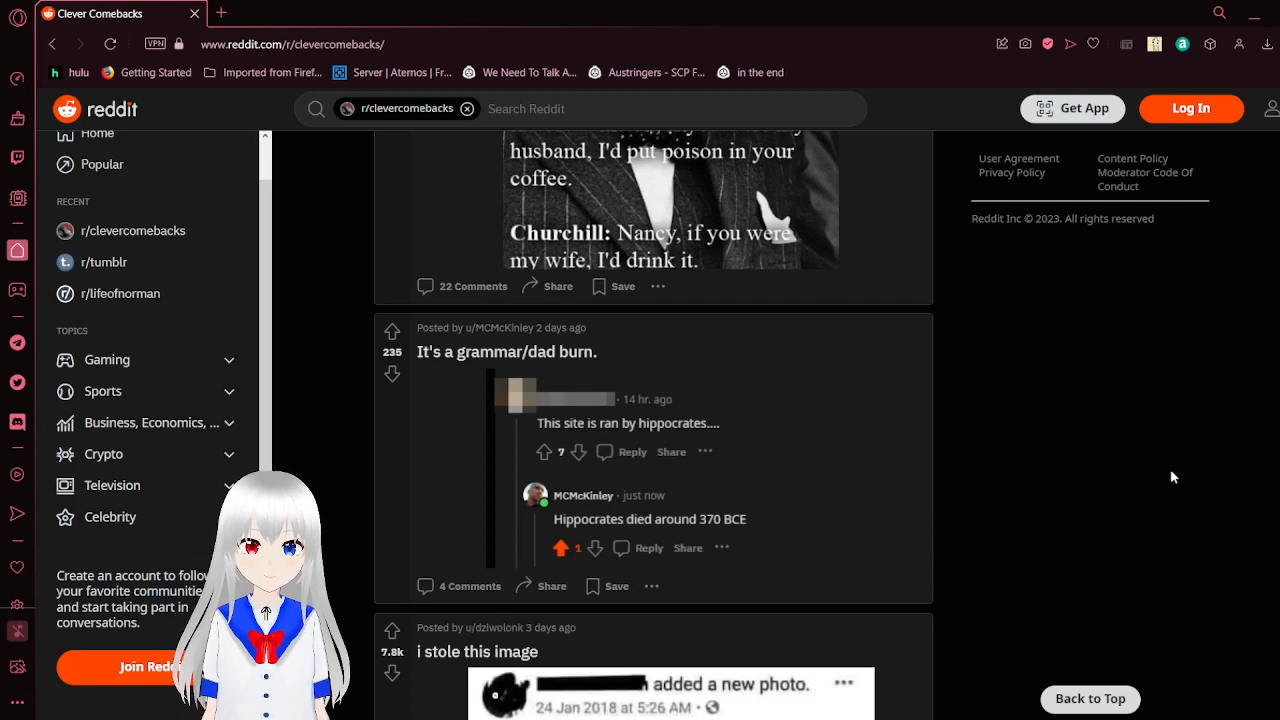 Clever Comebacks
VPN
www.reddit.com/r/clevercomebacks/
hulu
Getting Started
Imported from Firef...
Server | Aternos | Fr...
We Need To Talk A...
Austringers - SCP F...
in the end
reddit
r/clevercomebacks
Search Reddit
Get App
Log In
Home
Popular
RECENT
r/clevercomebacks
r/tumblr
r/lifeofnorman
TOPICS
Gaming
Sports
Business, Economics, ...
Crypto
Television
Celebrity
Create an account to follow
your favorite communities
and start taking part in
conversations.
husband, I'd put poison in your
coffee.
Churchill: Nancy, if you were
my wife, I'd drink it.
22 Comments
Share
Save
Posted by u/MCMcKinley 2 days ago
235
It's a grammar/dad burn.
14 hr. ago
This site is ran by hippocrates....
7
Reply
Share
MCMcKinley · just now
Hippocrates died around 370 BCE
1
Reply
Share
4 Comments
Share
Save
Posted by u/dziwolonk 3 days ago
7.8k
i stole this image
added a new photo.
24 Jan 2018 at 5:26 AM
User Agreement
Privacy Policy
Content Policy
Moderator Code Of
Conduct
Reddit Inc © 2023. All rights reserved
Back to Top